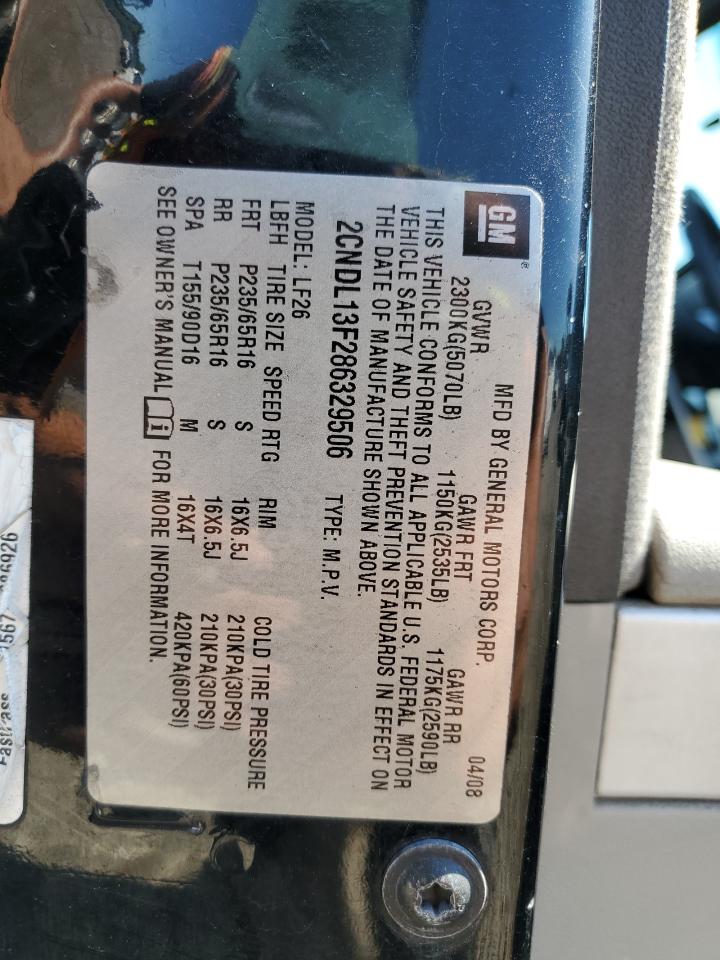 GM®
MFD BY GENERAL MOTORS CORP. 04/08
GVWR GAWR FRT GAWR RR
2300KG(5070LB) 1150KG(2535LB) 1175KG(2590LB)
THIS VEHICLE CONFORMS TO ALL APPLICABLE U.S. FEDERAL MOTOR
VEHICLE SAFETY AND THEFT PREVENTION STANDARDS IN EFFECT ON
THE DATE OF MANUFACTURE SHOWN ABOVE.
2CNDL13F286329506 TYPE: M.P.V.
MODEL: LF26
LBFH TIRE SIZE SPEED RTG RIM COLD TIRE PRESSURE
FRT P235/65R16 S 16X6.5J 210KPA(30PSI)
RR P235/65R16 S 16X6.5J 210KPA(30PSI)
SPA T155/90D16 M 16X4T 420KPA(60PSI)
SEE OWNER'S MANUAL FOR MORE INFORMATION.